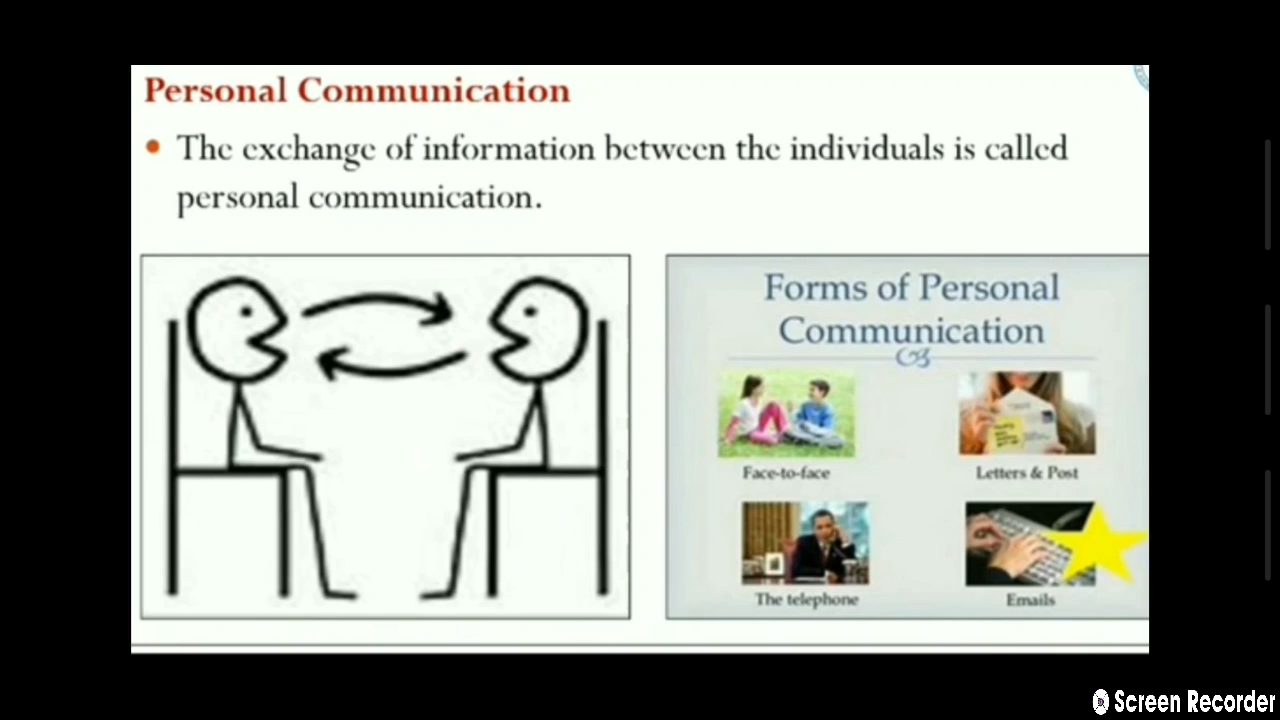 Personal Communication
• The exchange of information between the individuals is called
personal communication.
Forms of Personal
Communication
Face-to-face
Letters & Post
The telephone
Emails
Screen Recorder